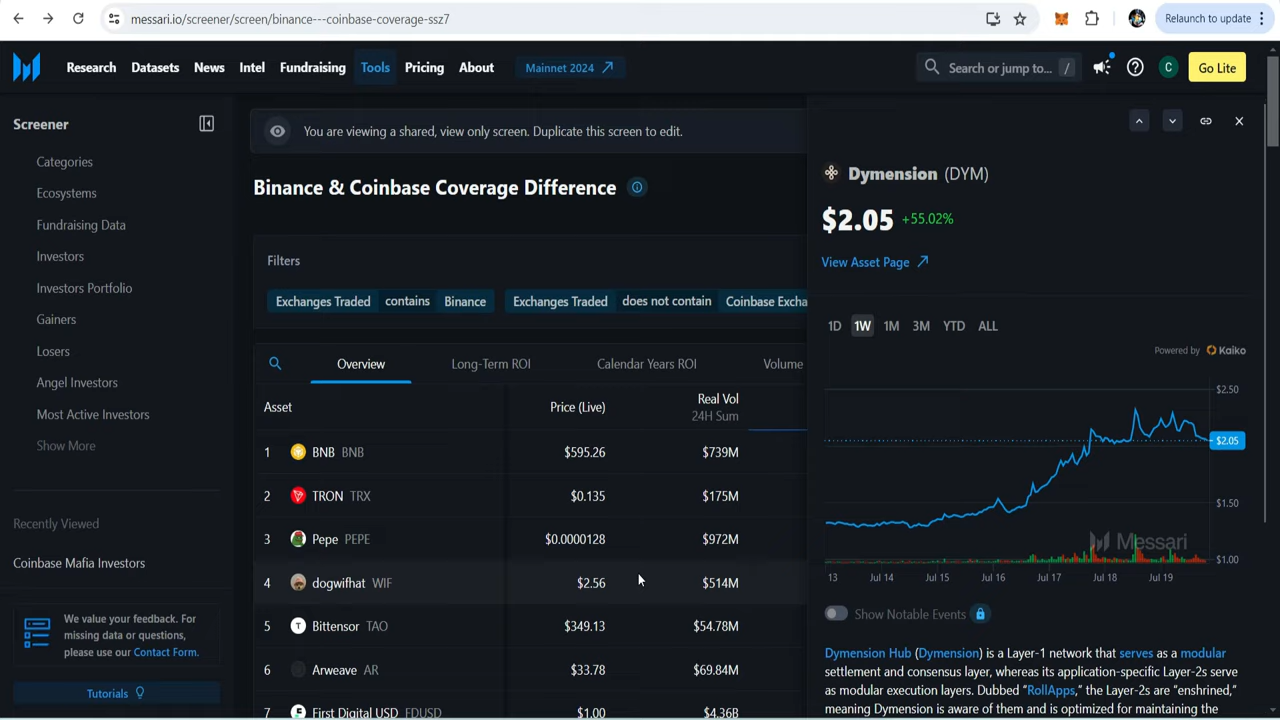 messari.io/screener/screen/binance---coinbase-coverage-ssz7
Relaunch to update
Research Datasets News Intel Fundraising Tools Pricing About Mainnet 2024
Search or jump to... /
C
Go Lite
Screener
Categories
Ecosystems
Fundraising Data
Investors
Investors Portfolio
Gainers
Losers
Angel Investors
Most Active Investors
Show More
Recently Viewed
Coinbase Mafia Investors
We value your feedback. For
missing data or questions,
please use our Contact Form.
Tutorials
You are viewing a shared, view only screen. Duplicate this screen to edit.
Binance & Coinbase Coverage Difference
Filters
Exchanges Traded contains Binance Exchanges Traded does not contain Coinbase Excha
Overview Long-Term ROI Calendar Years ROI Volume
Asset Price (Live) Real Vol
24H Sum
1 BNB BNB $595.26 $739M
2 TRON TRX $0.135 $175M
3 Pepe PEPE $0.0000128 $972M
4 dogwifhat WIF $2.56 $514M
5 Bittensor TAO $349.13 $54.78M
6 Arweave AR $33.78 $69.84M
7 First Digital USD FDUSD $1.00 $4.36B
Dymension (DYM)
$2.05 +55.02%
View Asset Page
1D 1W 1M 3M YTD ALL
Powered by Kaiko
$2.50
$2.05
$1.50
$1.00
Messari
13 Jul 14 Jul 15 Jul 16 Jul 17 Jul 18 Jul 19
Show Notable Events
Dymension Hub (Dymension) is a Layer-1 network that serves as a modular
settlement and consensus layer, whereas its application-specific Layer-2s serve
as modular execution layers. Dubbed “RollApps,” the Layer-2s are “enshrined,”
meaning Dymension is aware of them and is optimized for maintaining the